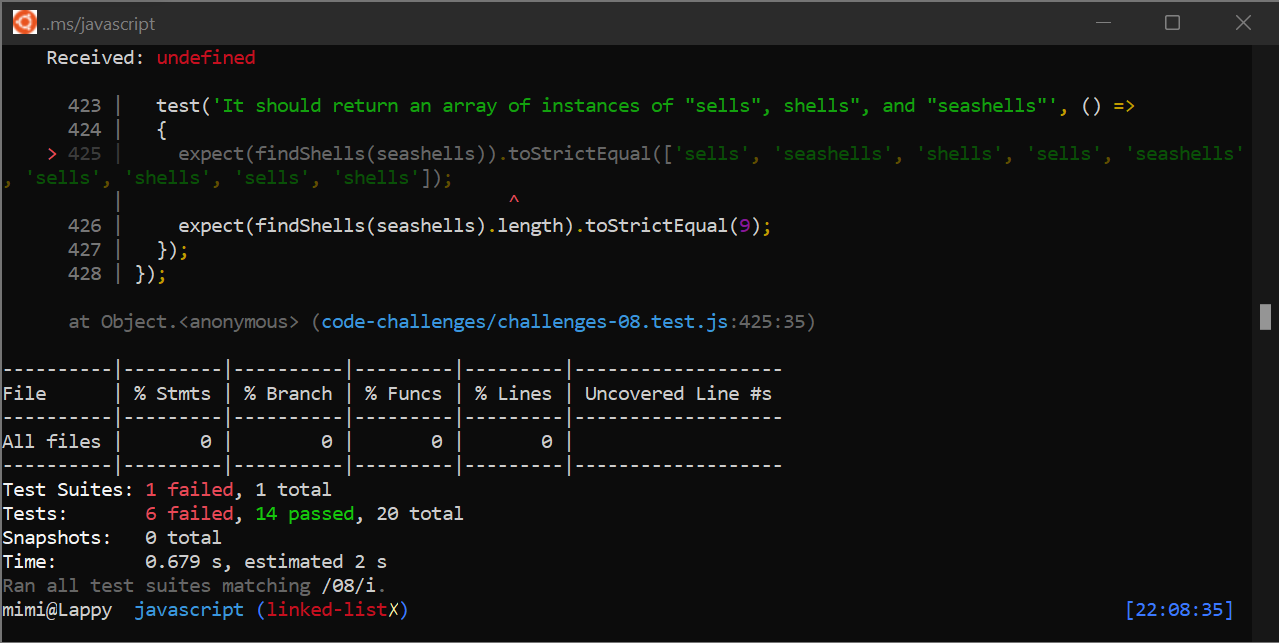 ..ms/javascript
Received: undefined
423 |   test('It should return an array of instances of "sells", shells", and "seashells"', () =>
424 |   {
> 425 |     expect(findShells(seashells)).toStrictEqual(['sells', 'seashells', 'shells', 'sells', 'seashells'
, 'sells', 'shells', 'sells', 'shells']);
|                                   ^
426 |     expect(findShells(seashells).length).toStrictEqual(9);
427 |   });
428 | });
at Object.<anonymous> (code-challenges/challenges-08.test.js:425:35)
----------|---------|----------|---------|---------|-------------------
File      | % Stmts | % Branch | % Funcs | % Lines | Uncovered Line #s
----------|---------|----------|---------|---------|-------------------
All files |       0 |        0 |       0 |       0 |
----------|---------|----------|---------|---------|-------------------
Test Suites: 1 failed, 1 total
Tests:       6 failed, 14 passed, 20 total
Snapshots:   0 total
Time:        0.679 s, estimated 2 s
Ran all test suites matching /08/i.
mimi@Lappy  javascript (linked-listX) [22:08:35]